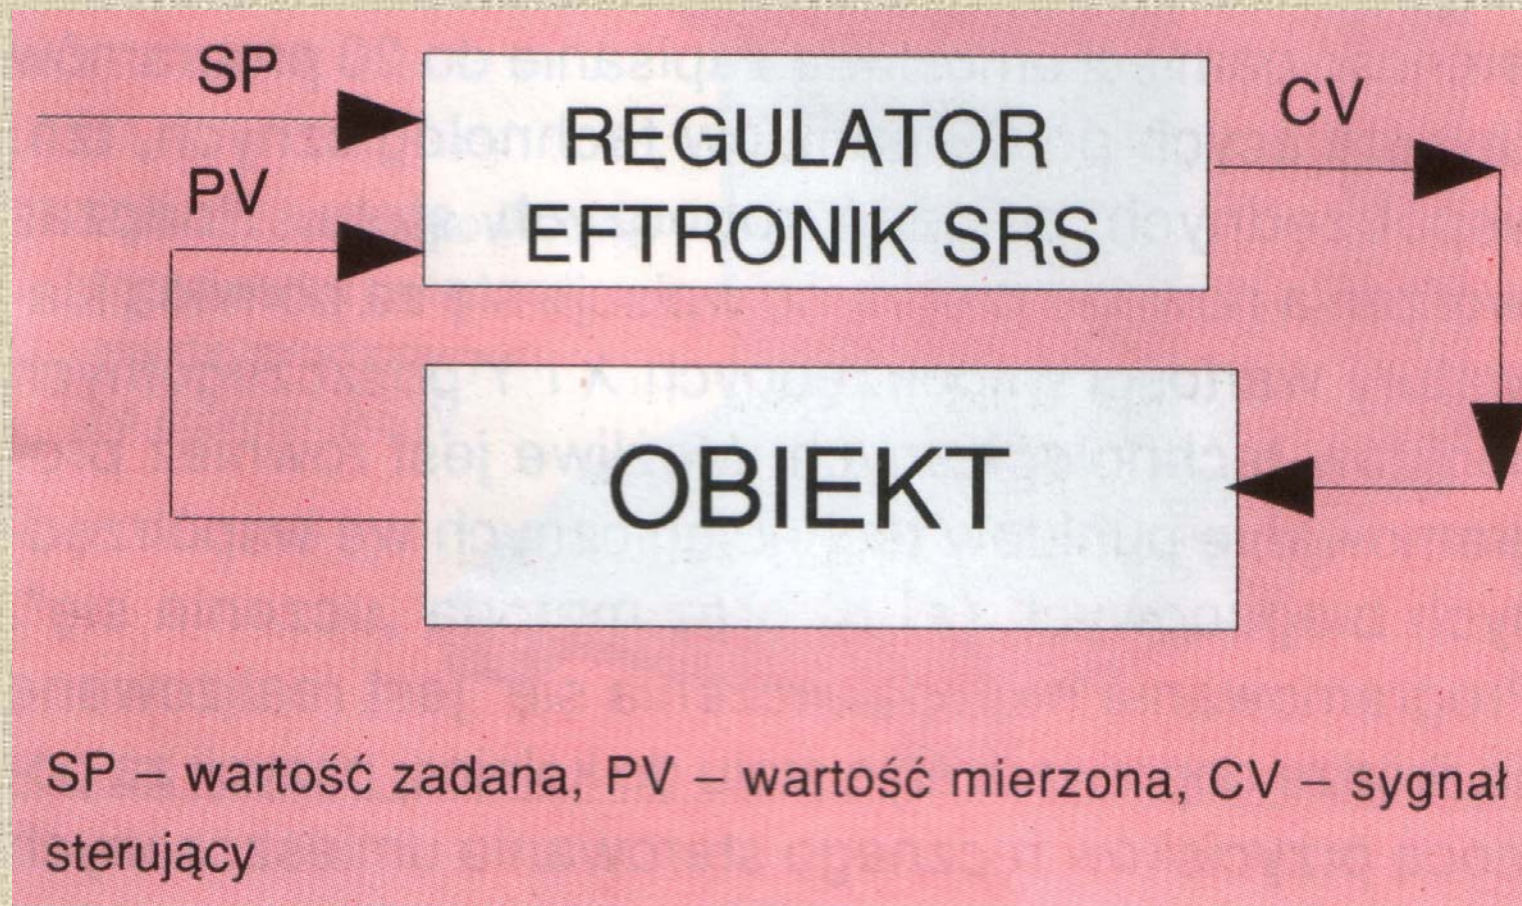 SP
PV
REGULATOR
EFTRONIK SRS
CV
OBIEKT
SP – wartość zadana, PV – wartość mierzona, CV – sygnał
sterujący